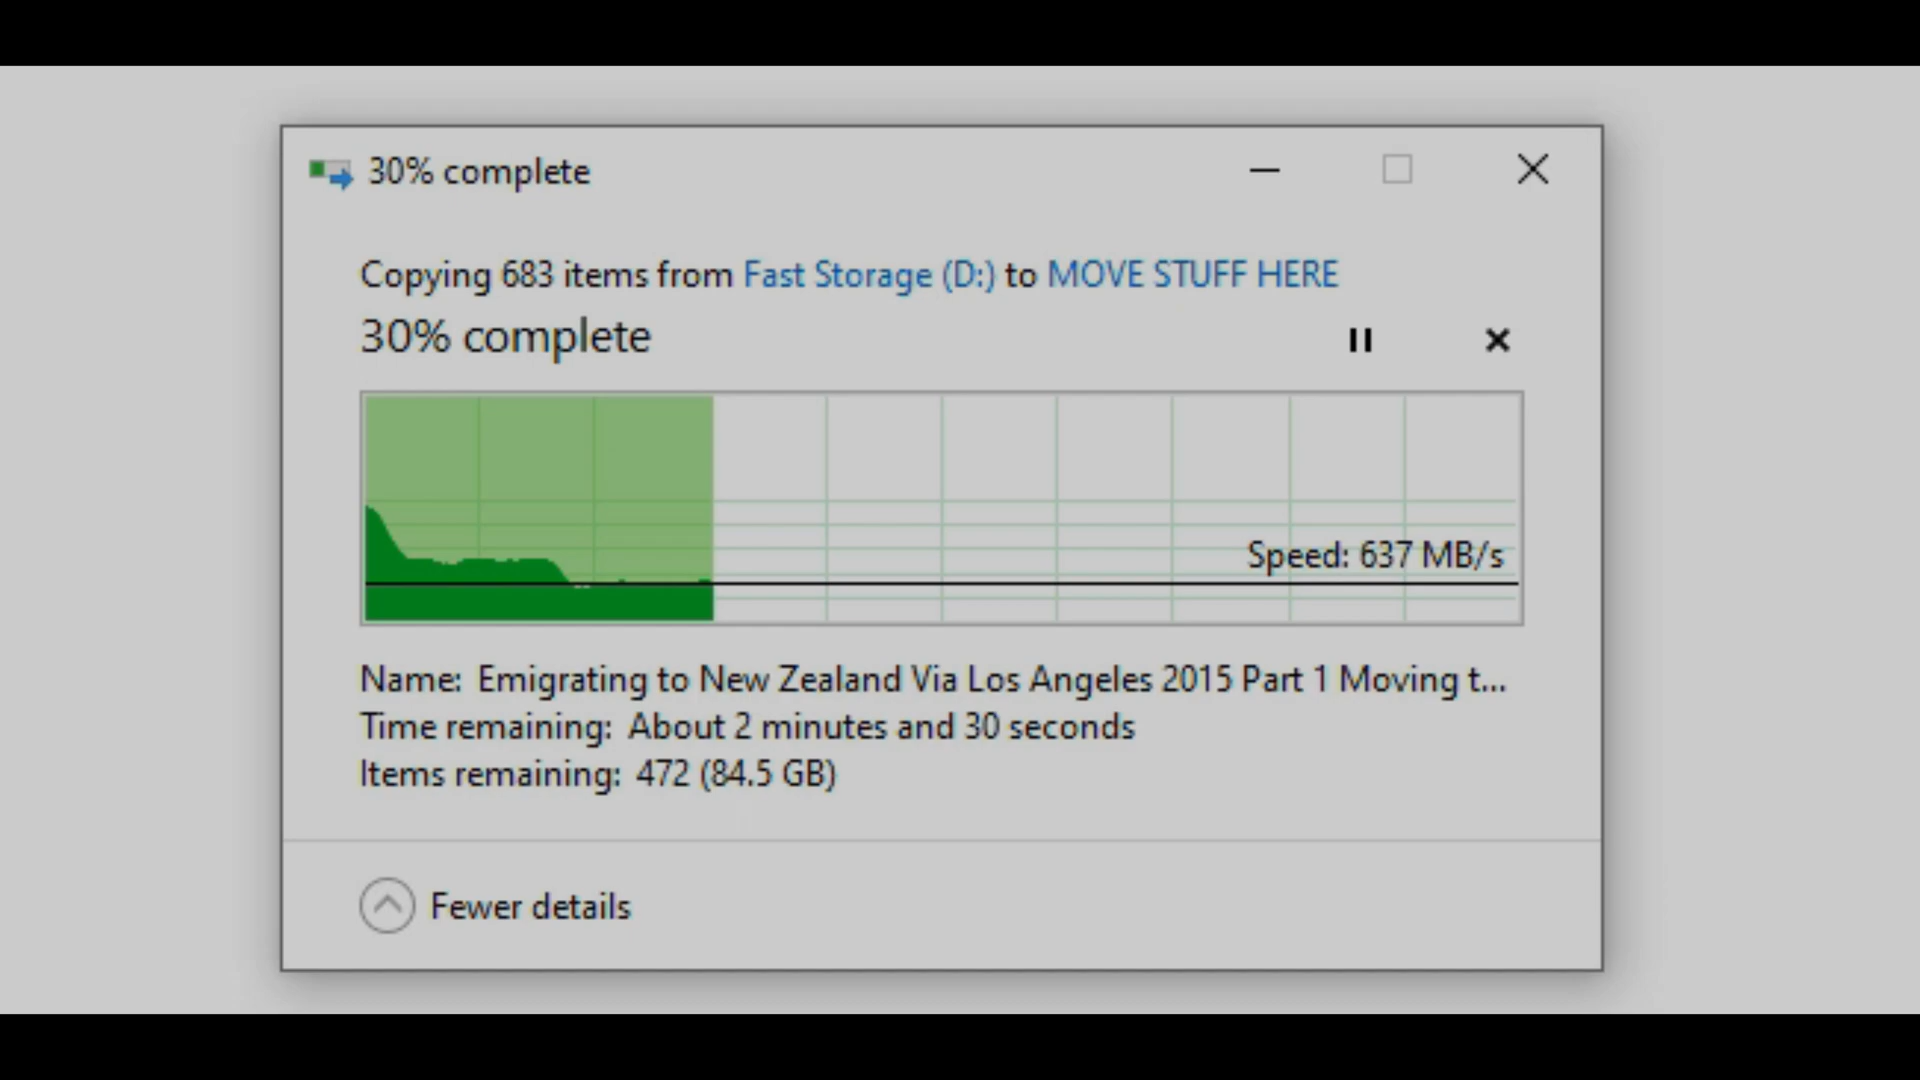 30% complete
Copying 683 items from Fast Storage (D:) to MOVE STUFF HERE
30% complete
Speed: 637 MB/s
Name: Emigrating to New Zealand Via Los Angeles 2015 Part 1 Moving t...
Time remaining: About 2 minutes and 30 seconds
Items remaining: 472 (84.5 GB)
Fewer details